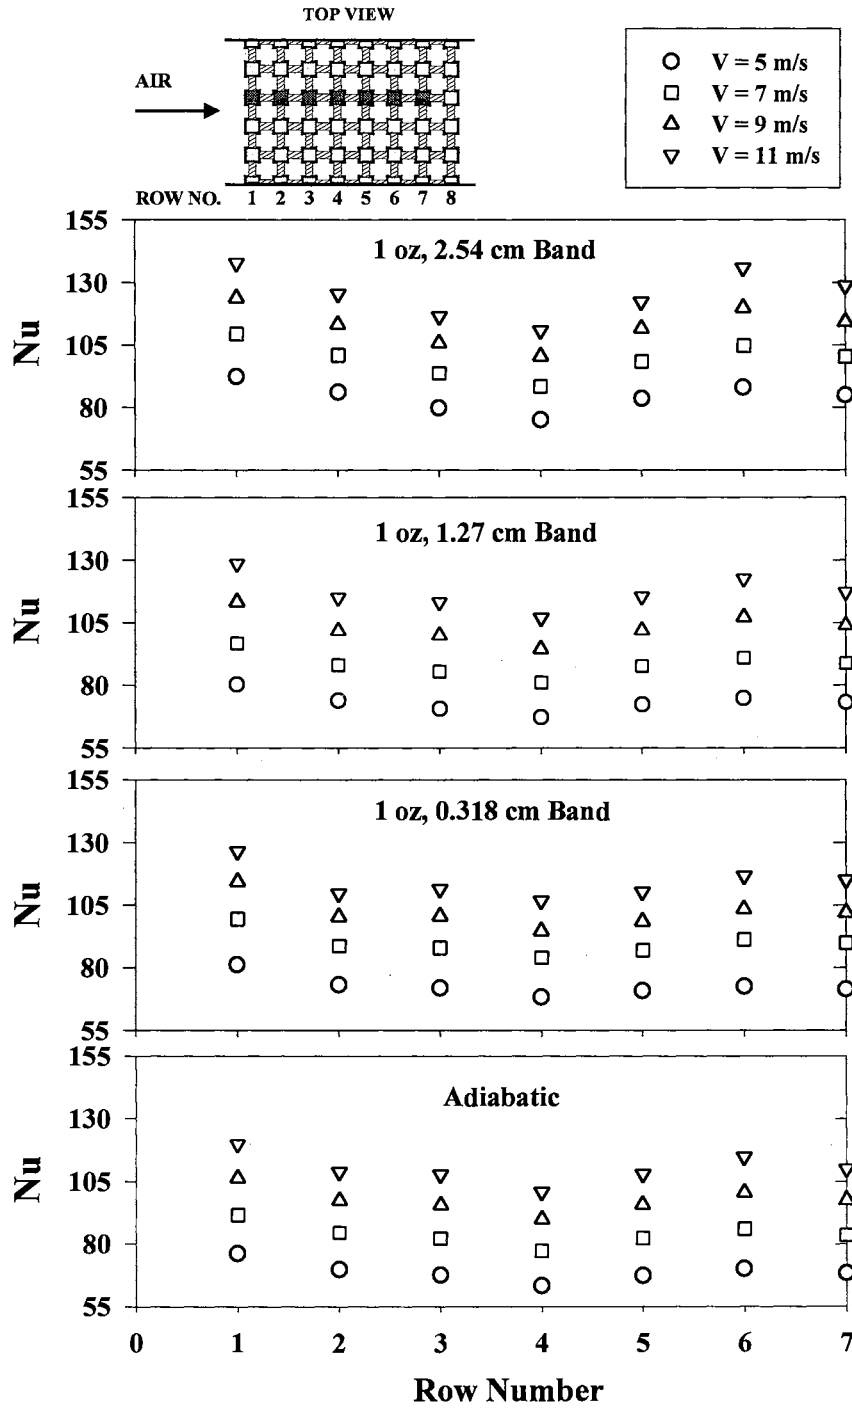 TOP VIEW
AIR
ROW NO. 1 2 3 4 5 6 7 8
V = 5 m/s
V = 7 m/s
V = 9 m/s
V = 11 m/s
1 oz, 2.54 cm Band
Nu
155
130
105
80
55
1 oz, 1.27 cm Band
Nu
155
130
105
80
55
1 oz, 0.318 cm Band
Nu
155
130
105
80
55
Adiabatic
Nu
155
130
105
80
55
0 1 2 3 4 5 6 7
Row Number